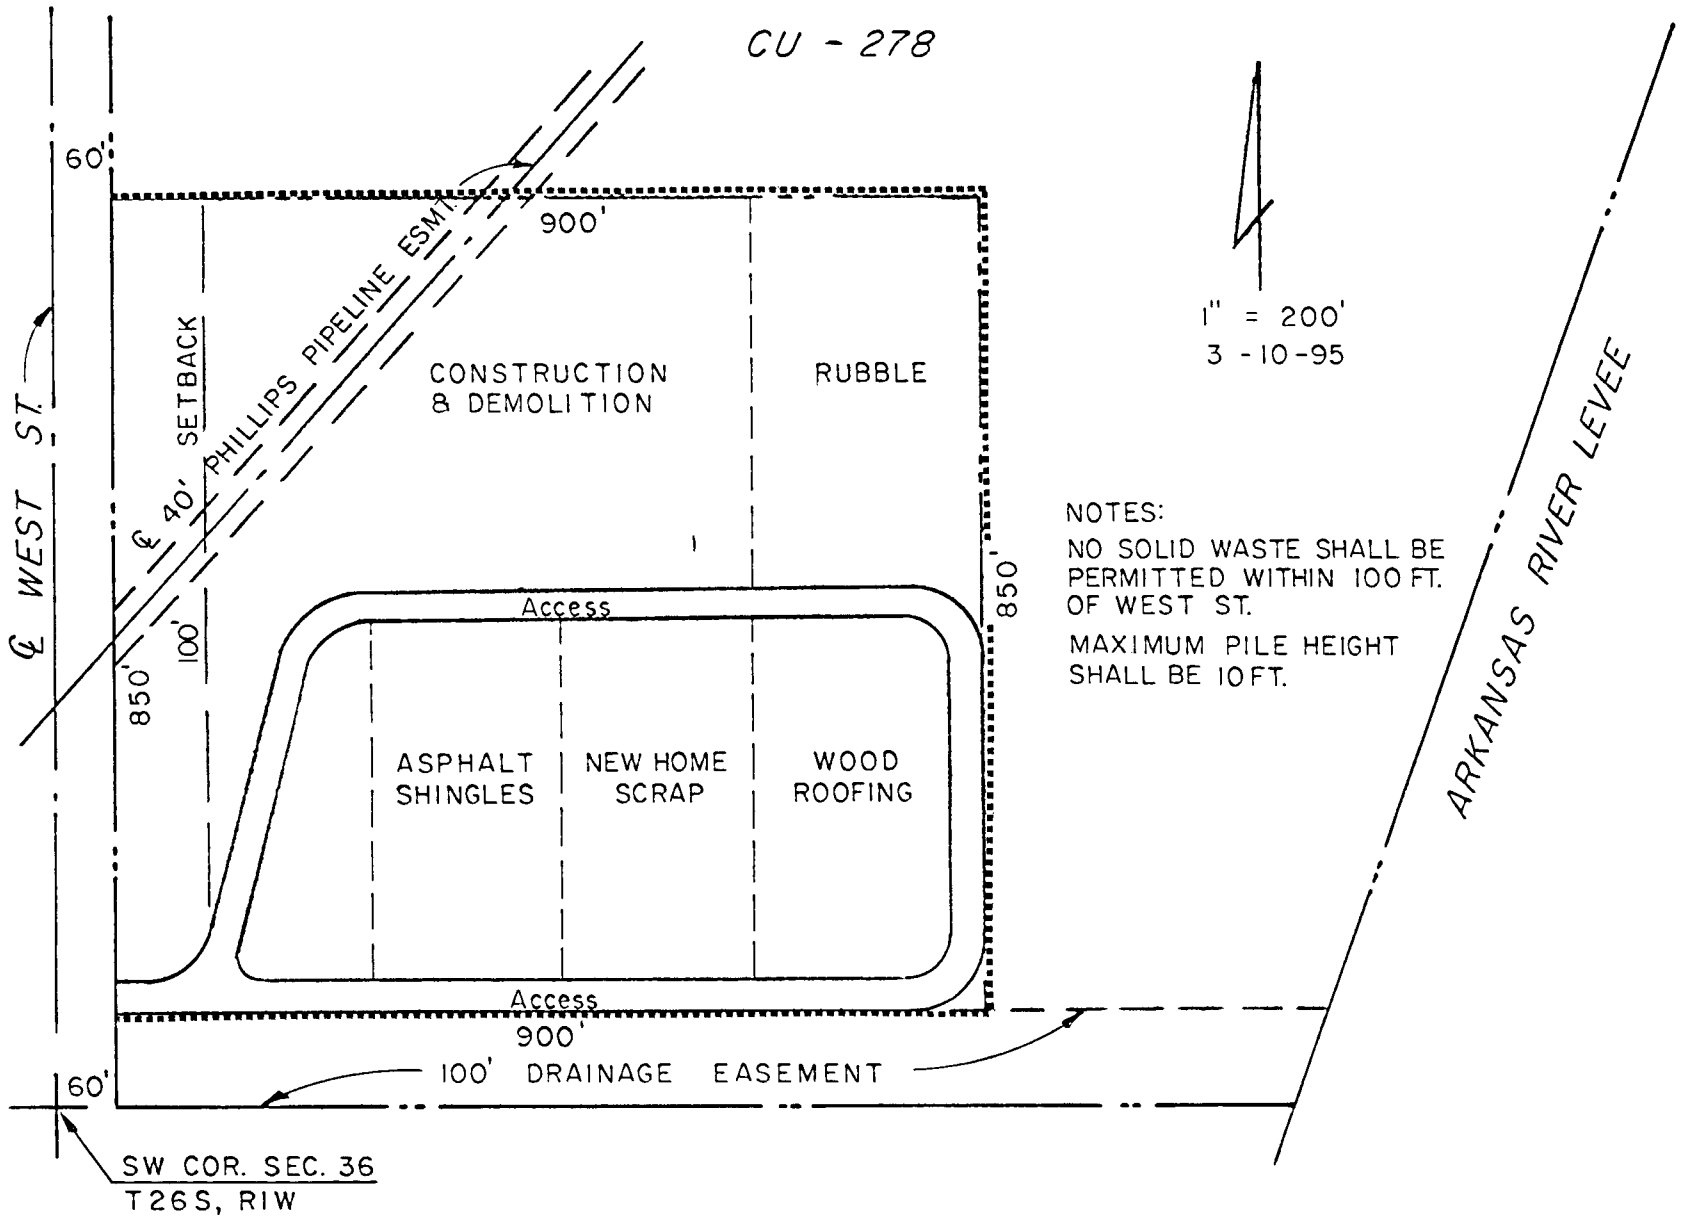 CU - 278
60'
900'
℄ WEST ST.
SETBACK
100'
℄ 40' PHILLIPS PIPELINE ESMT.
CONSTRUCTION
& DEMOLITION
RUBBLE
1" = 200'
3-10-95
ARKANSAS RIVER LEVEE
NOTES:
NO SOLID WASTE SHALL BE
PERMITTED WITHIN 100 FT.
OF WEST ST.
MAXIMUM PILE HEIGHT
SHALL BE 10 FT.
850'
850'
Access
ASPHALT
SHINGLES
NEW HOME
SCRAP
WOOD
ROOFING
Access
900'
100' DRAINAGE EASEMENT
60'
SW COR. SEC. 36
T26S, R1W